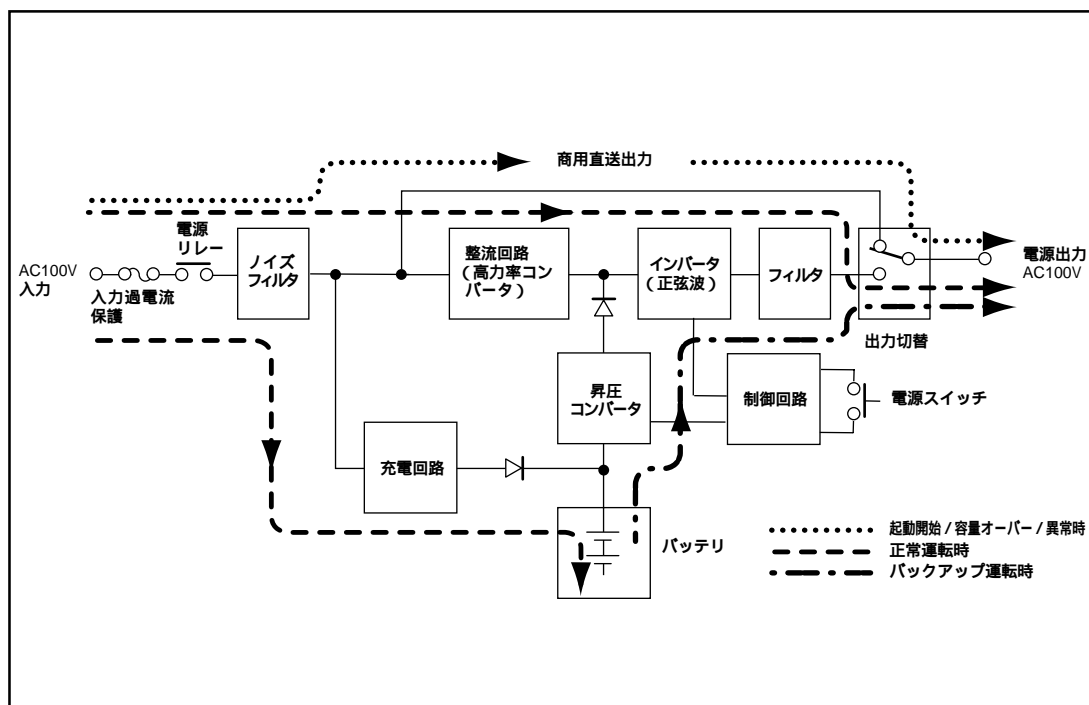 商用直送出力
電源
リレー
AC100V
入力
入力過電流
保護
ノイズ
フィルタ
整流回路
(高力率コン
バータ)
インバータ
(正弦波)
フィルタ
電源出力
AC100V
出力切替
昇圧
コンバータ
制御回路
電源スイッチ
充電回路
バッテリ
起動開始/容量オーバー/異常時
正常運転時
バックアップ運転時